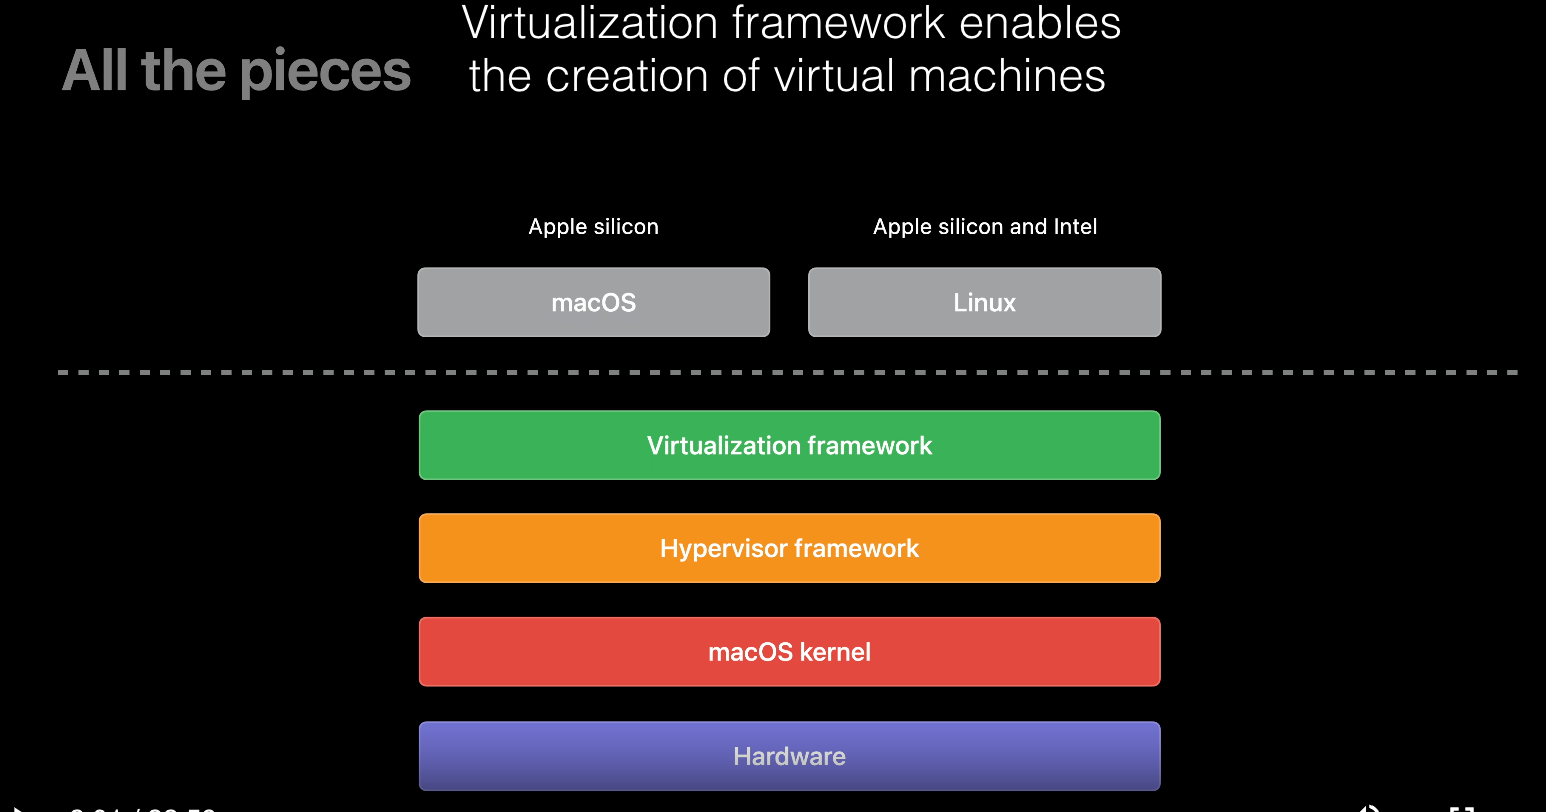 Virtualization framework enables
the creation of virtual machines
All the pieces
Apple silicon
Apple silicon and Intel
macOS
Linux
Virtualization framework
Hypervisor framework
macOS kernel
Hardware